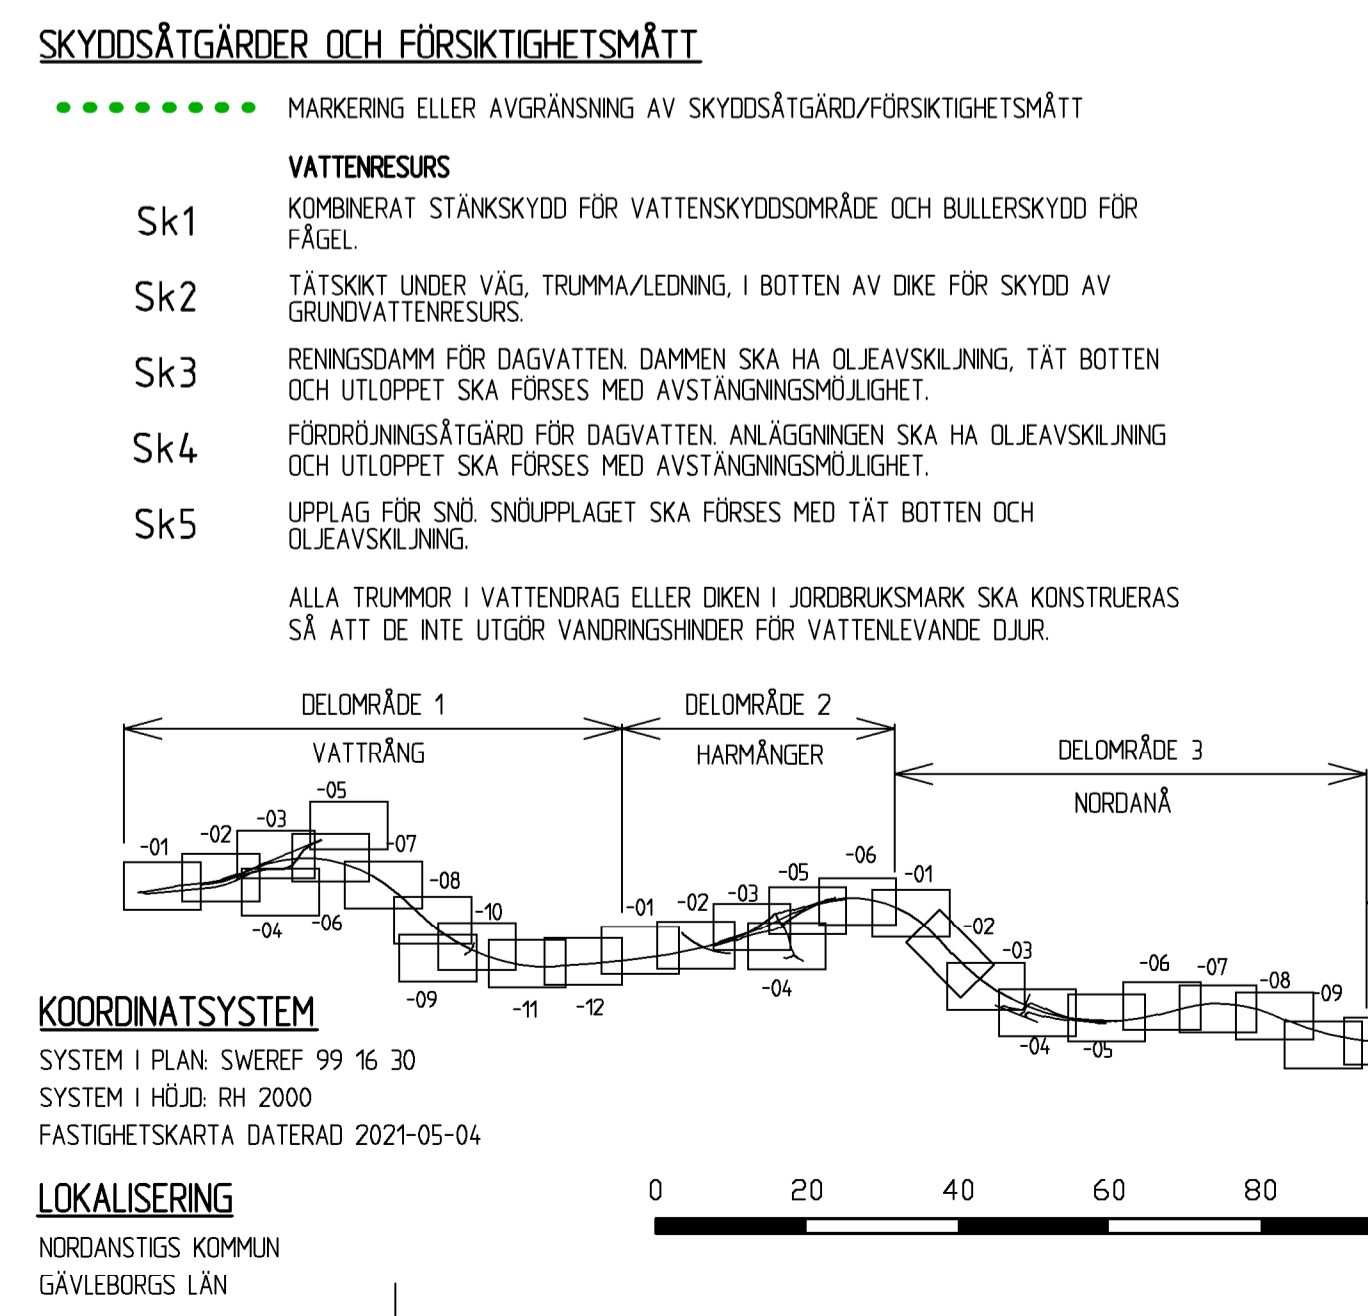 SKYDDSÅTGÄRDER OCH FÖRSIKTIGHETSMÅTT
MARKERING ELLER AVGRÄNSNING AV SKYDDSÅTGÄRD/FÖRSIKTIGHETSMÅTT
VATTENRESURS
Sk1
KOMBINERAT STÄNKSKYDD FÖR VATTENSKYDDSOMRÅDE OCH BULLERSKYDD FÖR
FÅGEL.
Sk2
TÄTSKIKT UNDER VÄG, TRUMMA/LEDNING, I BOTTEN AV DIKE FÖR SKYDD AV
GRUNDVATTENRESURS.
Sk3
RENINGSDAMM FÖR DAGVATTEN. DAMMEN SKA HA OLJEAVSKILJNING, TÄT BOTTEN
OCH UTLOPPET SKA FÖRSES MED AVSTÄNGNINGSMÖJLIGHET.
Sk4
FÖRDRÖJNINGSÅTGÄRD FÖR DAGVATTEN. ANLÄGGNINGEN SKA HA OLJEAVSKILJNING
OCH UTLOPPET SKA FÖRSES MED AVSTÄNGNINGSMÖJLIGHET.
Sk5
UPPLAG FÖR SNÖ. SNÖUPPLAGET SKA FÖRSES MED TÄT BOTTEN OCH
OLJEAVSKILJNING.
ALLA TRUMMOR I VATTENDRAG ELLER DIKEN I JORDBRUKSMARK SKA KONSTRUERAS
SÅ ATT DE INTE UTGÖR VANDRINGSHINDER FÖR VATTENLEVANDE DJUR.
DELOMRÅDE 1
VATTRÅNG
-01
-02
-03
-04
-05
-06
-07
-08
-09
-10
-11
-12
DELOMRÅDE 2
HARMÅNGER
-01
-02
-03
-04
-05
-06
DELOMRÅDE 3
NORDANÅ
-01
-02
-03
-04
-05
-06
-07
-08
-09
KOORDINATSYSTEM
SYSTEM I PLAN: SWEREF 99 16 30
SYSTEM I HÖJD: RH 2000
FASTIGHETSKARTA DATERAD 2021-05-04
LOKALISERING
NORDANSTIGS KOMMUN
GÄVLEBORGS LÄN
0 20 40 60 80